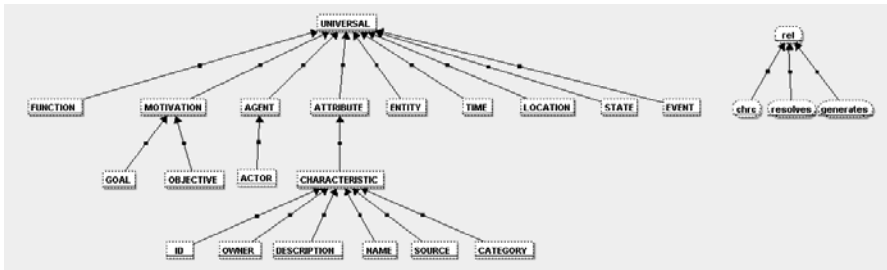 UNIVERSAL
rel
FUNCTION MOTIVATION AGENT ATTRIBUTE ENTITY TIME LOCATION STATE EVENT chrc resolves generates
GOAL OBJECTIVE ACTOR CHARACTERISTIC
ID OWNER DESCRIPTION NAME SOURCE CATEGORY